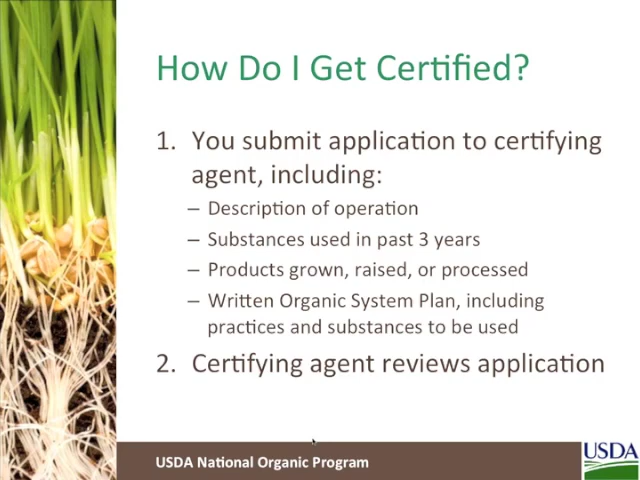 How Do I Get Certified?
1. You submit application to certifying
agent, including:
– Description of operation
– Substances used in past 3 years
– Products grown, raised, or processed
– Written Organic System Plan, including
practices and substances to be used
2. Certifying agent reviews application
USDA National Organic Program
USDA